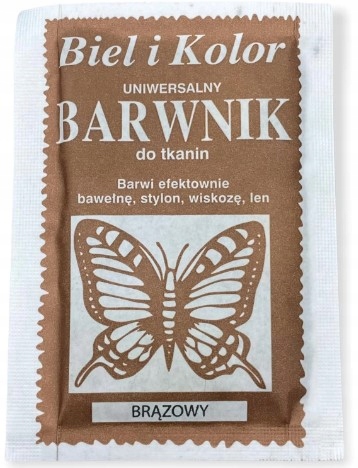 Biel i Kolor
UNIWERSALNY
BARWNIK
do tkanin
Barwi efektownie
bawełnę, stylon, wiskozę, len
BRĄZOWY